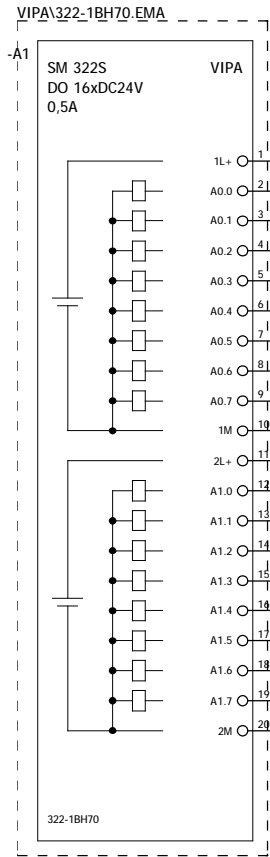 VIPA\322-1BH70.EMA
-A1
SM 322S VIPA
DO 16xDC24V
0,5A
1L+ 1
A0.0 2
A0.1 3
A0.2 4
A0.3 5
A0.4 6
A0.5 7
A0.6 8
A0.7 9
1M 10
2L+ 11
A1.0 12
A1.1 13
A1.2 14
A1.3 15
A1.4 16
A1.5 17
A1.6 18
A1.7 19
2M 20
322-1BH70